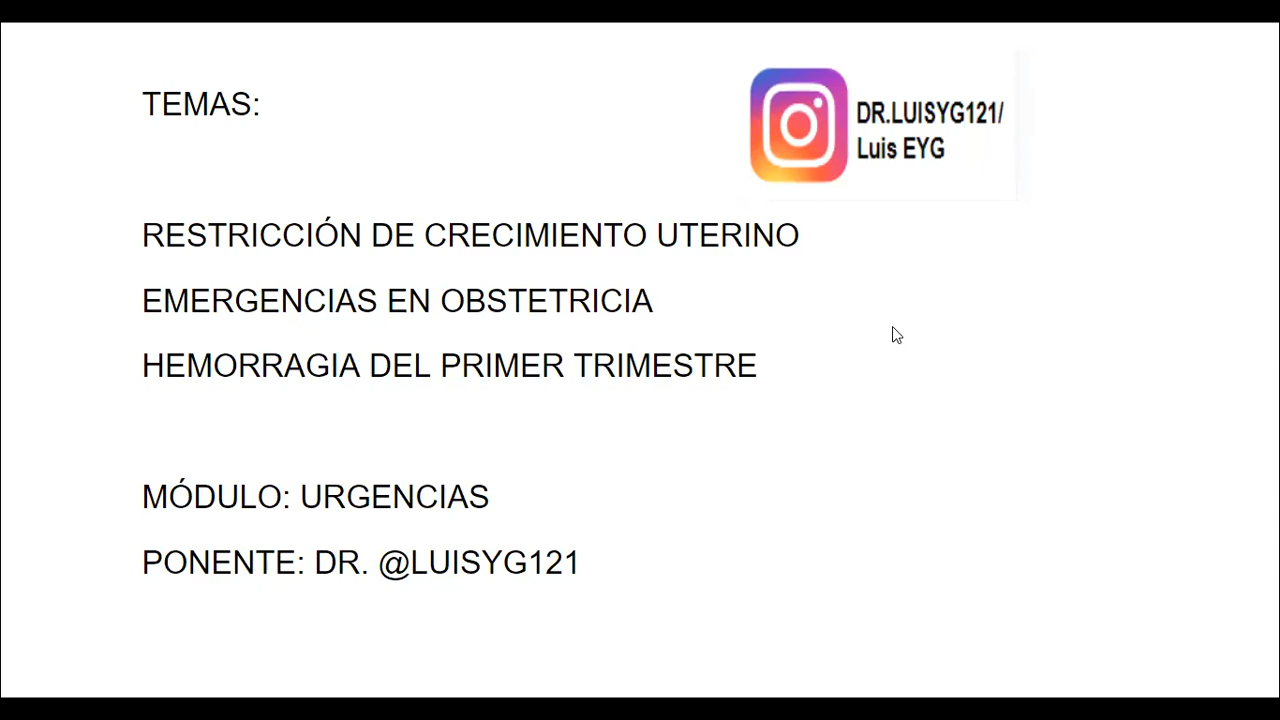 TEMAS:
DR.LUISYG121/
Luis EYG
RESTRICCIÓN DE CRECIMIENTO UTERINO
EMERGENCIAS EN OBSTETRICIA
HEMORRAGIA DEL PRIMER TRIMESTRE
MÓDULO: URGENCIAS
PONENTE: DR. @LUISYG121